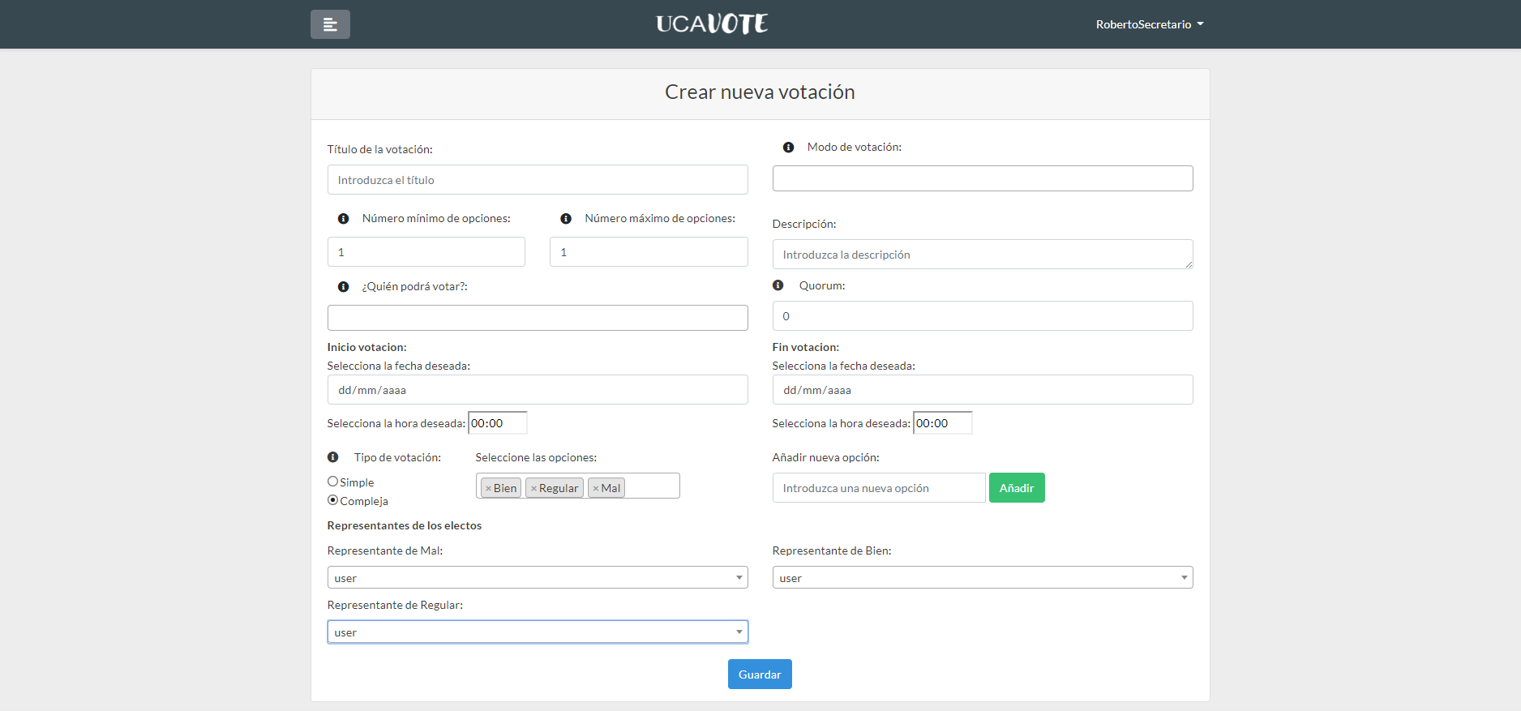 UCAVOTE
RobertoSecretario
Crear nueva votación
Título de la votación:
Modo de votación:
Introduzca el título
Número mínimo de opciones:
Número máximo de opciones:
Descripción:
1
1
Introduzca la descripción
¿Quién podrá votar?:
Quorum:
0
Inicio votacion:
Fin votacion:
Selecciona la fecha deseada:
Selecciona la fecha deseada:
dd/mm/aaaa
dd/mm/aaaa
Selecciona la hora deseada: 00:00
Selecciona la hora deseada: 00:00
Tipo de votación:
Seleccione las opciones:
Añadir nueva opción:
Simple
Compleja
×Bien ×Regular ×Mal
Introduzca una nueva opción
Añadir
Representantes de los electos
Representante de Mal:
Representante de Bien:
user
user
Representante de Regular:
user
Guardar